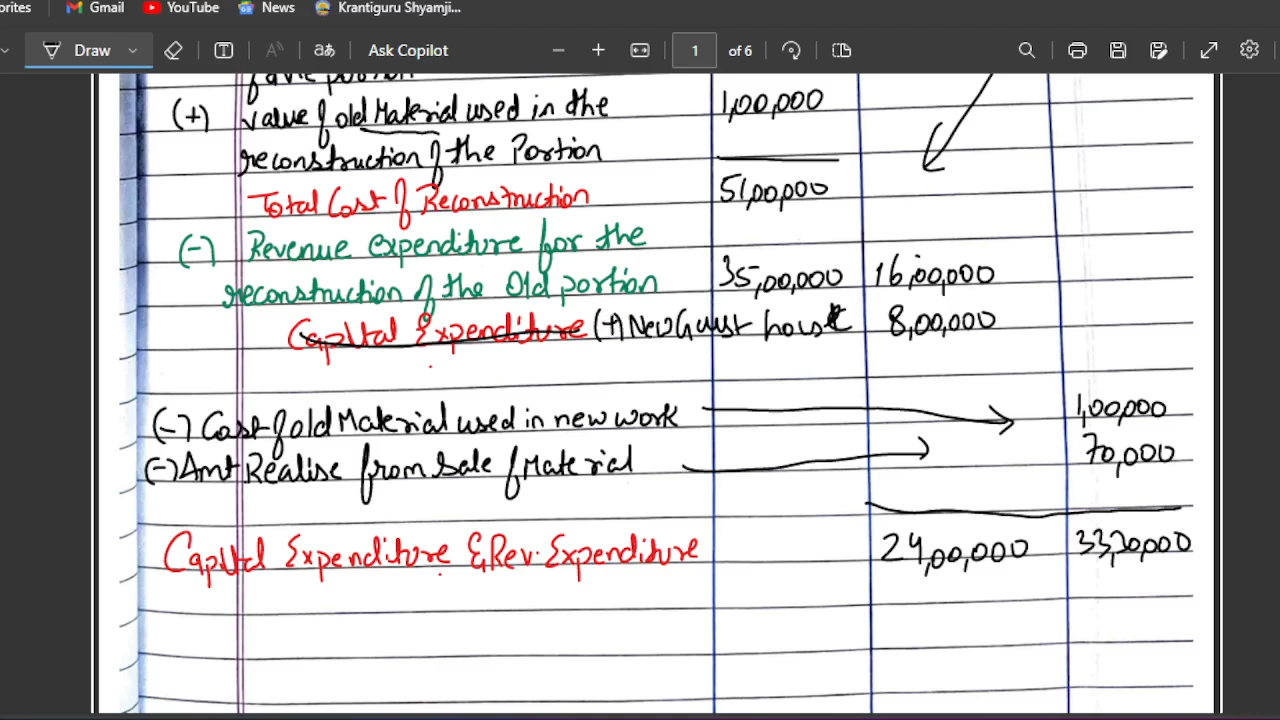 orites Gmail YouTube News Krantiguru Shyamji...
Draw Ask Copilot 1 of 6
(+) value of old Material used in the 1,00,000
reconstruction of the Portion
Total Cost of Reconstruction 51,00,000
(-) Revenue expenditure for the
reconstruction of the Old portion 35,00,000 16,00,000
Capital Expenditure (+) New Guest house 8,00,000
(-) Cost of old Material used in new work 1,00,000
(-) Amt Realise from Sale of Material 70,000
Capital Expenditure & Rev. Expenditure 24,00,000 33,30,000